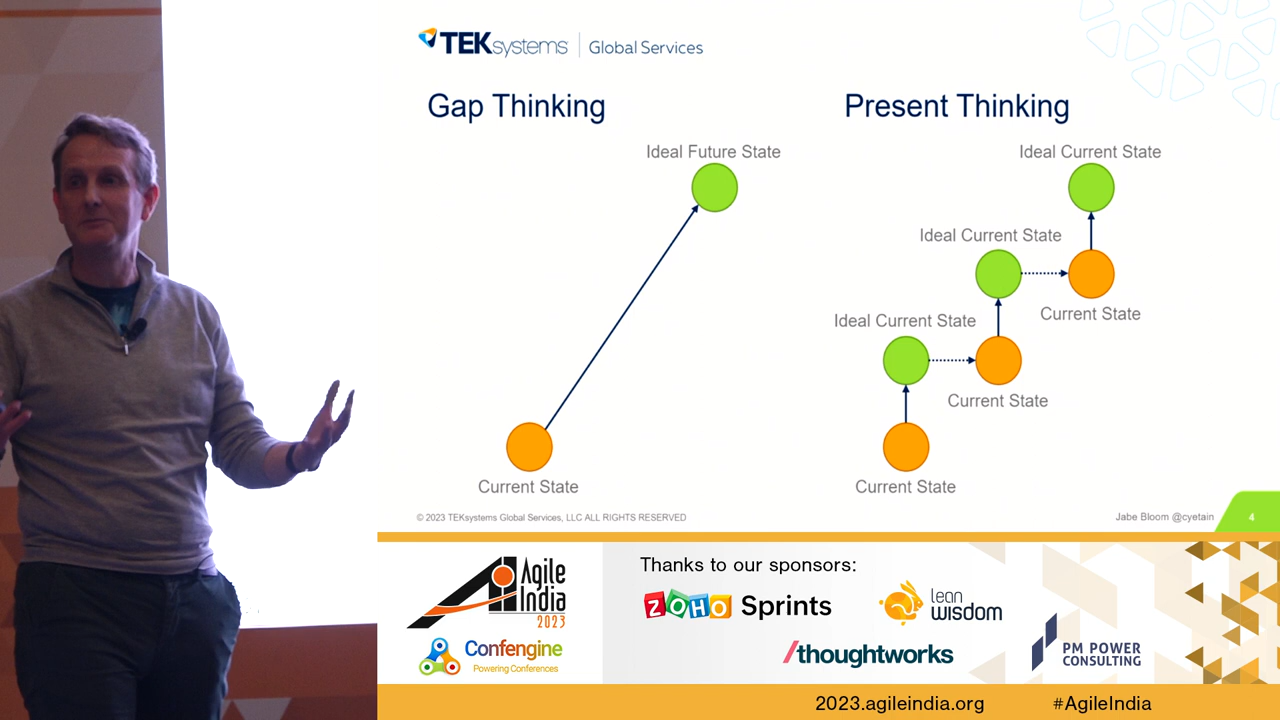 TEKsystems | Global Services
Gap Thinking
Present Thinking
Ideal Future State
Current State
Ideal Current State
Ideal Current State
Current State
Ideal Current State
Current State
Current State
© 2023 TEKsystems Global Services, LLC ALL RIGHTS RESERVED
Jabe Bloom @cyetain
4
Agile
India
2023
Confengine
Powering Conferences
Thanks to our sponsors:
ZOHO Sprints
lean
wisdom
/thoughtworks
PM POWER
CONSULTING
2023.agileindia.org
#AgileIndia